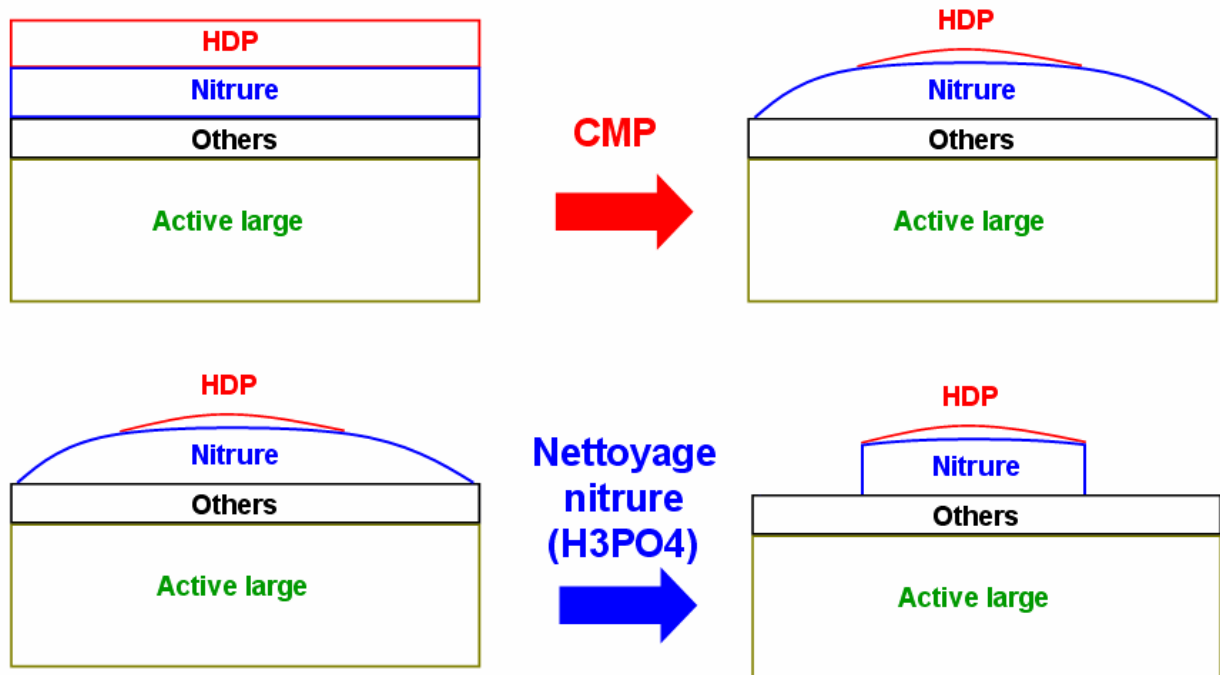 HDP
Nitrure
Others
Active large
CMP
HDP
Nitrure
Others
Active large
HDP
Nitrure
Others
Active large
Nettoyage
nitrure
(H3PO4)
HDP
Nitrure
Others
Active large